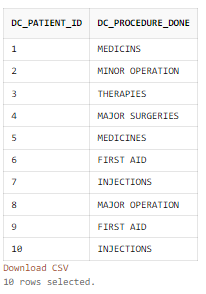 DC_PATIENT_ID DC_PROCEDURE_DONE
1 MEDICINS
2 MINOR OPERATION
3 THERAPIES
4 MAJOR SURGERIES
5 MEDICINES
6 FIRST AID
7 INJECTIONS
8 MAJOR OPERATION
9 FIRST AID
10 INJECTIONS
Download CSV
10 rows selected.